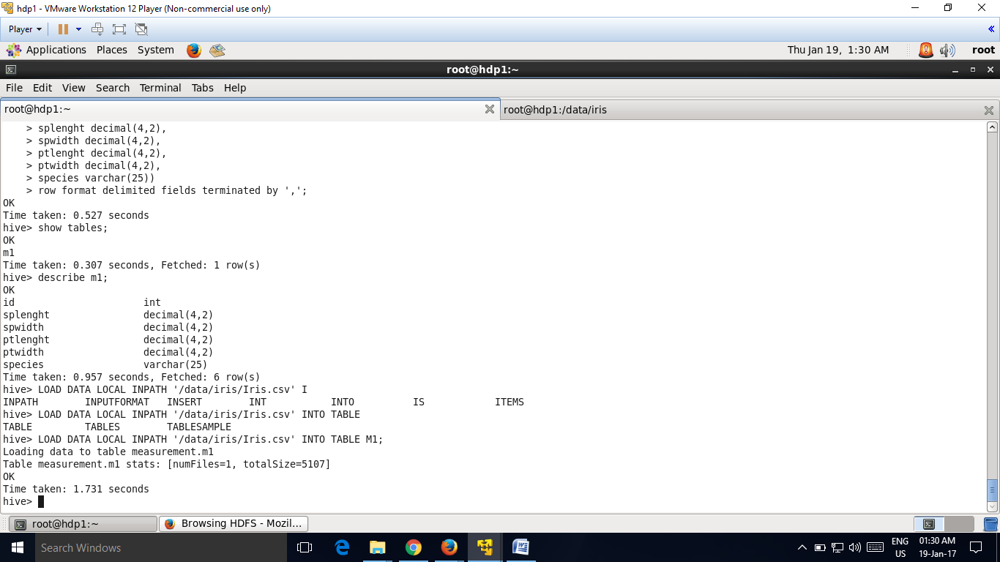 hdp1 - VMware Workstation 12 Player (Non-commercial use only)
Player
Applications Places System Thu Jan 19, 1:30 AM root
root@hdp1:~
File Edit View Search Terminal Tabs Help
root@hdp1:~ root@hdp1:/data/iris
> splenght decimal(4,2),
> spwidth decimal(4,2),
> ptlenght decimal(4,2),
> ptwidth decimal(4,2),
> species varchar(25))
> row format delimited fields terminated by ',';
OK
Time taken: 0.527 seconds
hive> show tables;
OK
m1
Time taken: 0.307 seconds, Fetched: 1 row(s)
hive> describe m1;
OK
id int
splenght decimal(4,2)
spwidth decimal(4,2)
ptlenght decimal(4,2)
ptwidth decimal(4,2)
species varchar(25)
Time taken: 0.957 seconds, Fetched: 6 row(s)
hive> LOAD DATA LOCAL INPATH '/data/iris/Iris.csv' I
INPATH INPUTFORMAT INSERT INT INTO IS ITEMS
hive> LOAD DATA LOCAL INPATH '/data/iris/Iris.csv' INTO TABLE
TABLE TABLES TABLESAMPLE
hive> LOAD DATA LOCAL INPATH '/data/iris/Iris.csv' INTO TABLE M1;
Loading data to table measurement.m1
Table measurement.m1 stats: [numFiles=1, totalSize=5107]
OK
Time taken: 1.731 seconds
hive>
root@hdp1:~ Browsing HDFS - Mozil...
Search Windows ENG 01:30 AM
US 19-Jan-17